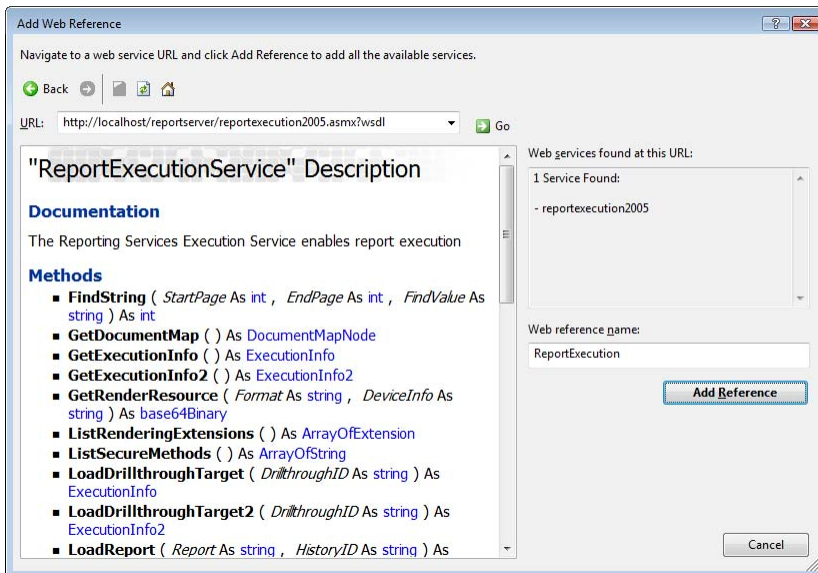 Add Web Reference
Navigate to a web service URL and click Add Reference to add all the available services.
Back
URL: http://localhost/reportserver/reportexecution2005.asmx?wsdl Go
"ReportExecutionService" Description
Documentation
The Reporting Services Execution Service enables report execution
Methods
▪ FindString ( StartPage As int , EndPage As int , FindValue As
string ) As int
▪ GetDocumentMap ( ) As DocumentMapNode
▪ GetExecutionInfo ( ) As ExecutionInfo
▪ GetExecutionInfo2 ( ) As ExecutionInfo2
▪ GetRenderResource ( Format As string , DeviceInfo As
string ) As base64Binary
▪ ListRenderingExtensions ( ) As ArrayOfExtension
▪ ListSecureMethods ( ) As ArrayOfString
▪ LoadDrillthroughTarget ( DrillthroughID As string ) As
ExecutionInfo
▪ LoadDrillthroughTarget2 ( DrillthroughID As string ) As
ExecutionInfo2
▪ LoadReport ( Report As string , HistoryID As string ) As
Web services found at this URL:
1 Service Found:
- reportexecution2005
Web reference name:
ReportExecution
Add Reference
Cancel